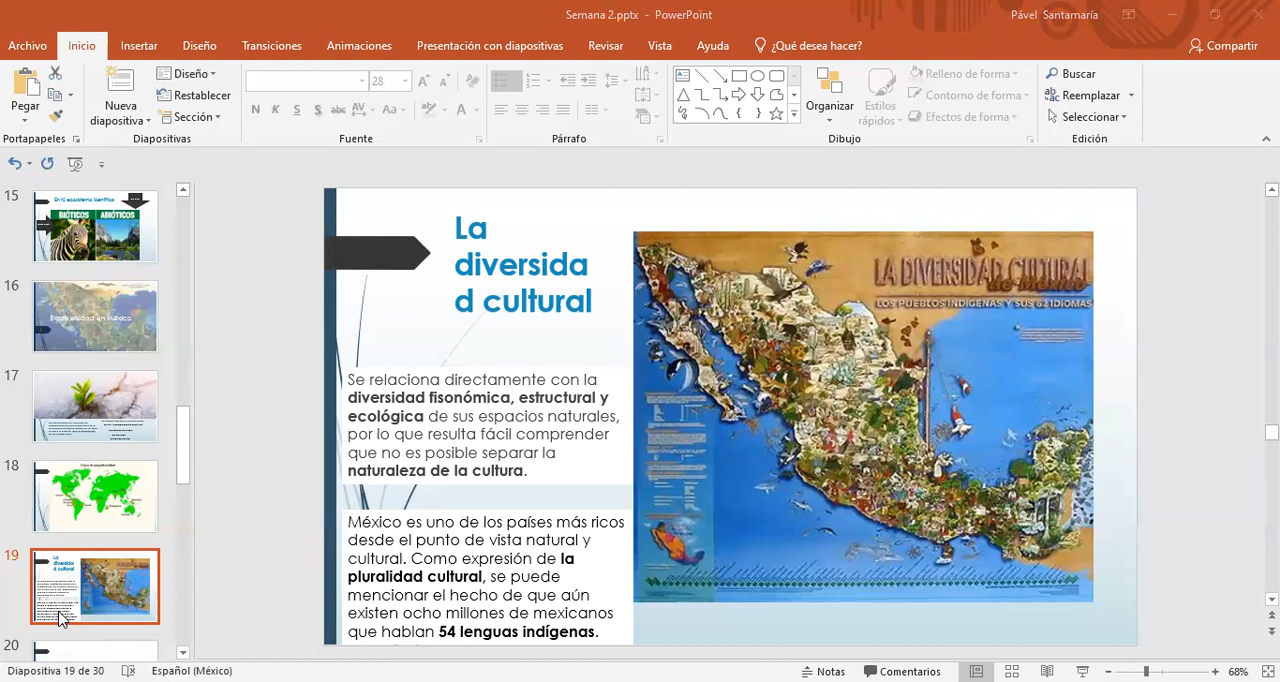 Semana 2.pptx - PowerPoint
Pável Santamaría
Archivo Inicio Insertar Diseño Transiciones Animaciones Presentación con diapositivas Revisar Vista Ayuda ¿Qué desea hacer? Compartir
Pegar
Nueva diapositiva
Diseño
Restablecer
Sección
28
N K S S abc AV Aa A
Organizar
Estilos rápidos
Relleno de forma
Contorno de forma
Efectos de forma
Buscar
Reemplazar
Seleccionar
Portapapeles Diapositivas Fuente Párrafo Dibujo Edición
15
BIÓTICOS ABIÓTICOS
16
Biodiversidad en México
17
18
19
20
La
diversida
d cultural
Se relaciona directamente con la
diversidad fisonómica, estructural y
ecológica de sus espacios naturales,
por lo que resulta fácil comprender
que no es posible separar la
naturaleza de la cultura.
México es uno de los países más ricos
desde el punto de vista natural y
cultural. Como expresión de la
pluralidad cultural, se puede
mencionar el hecho de que aún
existen ocho millones de mexicanos
que hablan 54 lenguas indígenas.
LA DIVERSIDAD CULTURAL
de México
LOS PUEBLOS INDÍGENAS Y SUS 62 IDIOMAS
Diapositiva 19 de 30 Español (México) Notas Comentarios 68%